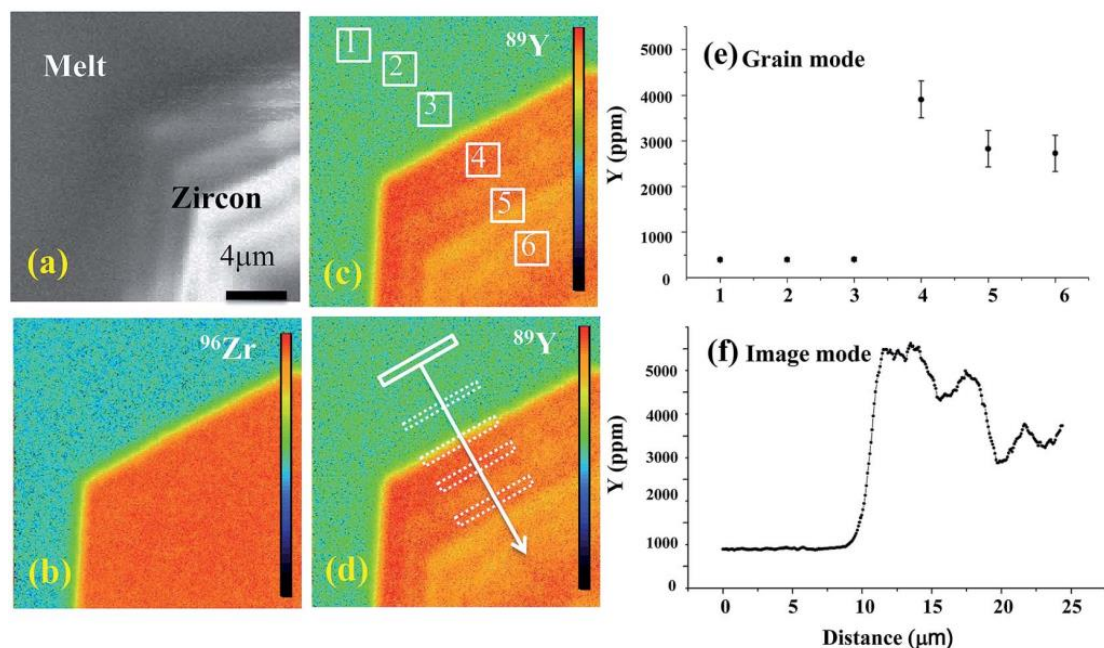 Melt
Zircon
(a)
4μm
96Zr
(b)
89Y
1
2
3
4
5
6
(c)
89Y
(d)
(e) Grain mode
Y (ppm)
5000
4000
3000
2000
1000
0
1 2 3 4 5 6
(f) Image mode
Y (ppm)
5000
4000
3000
2000
1000
0
0 5 10 15 20 25
Distance (μm)